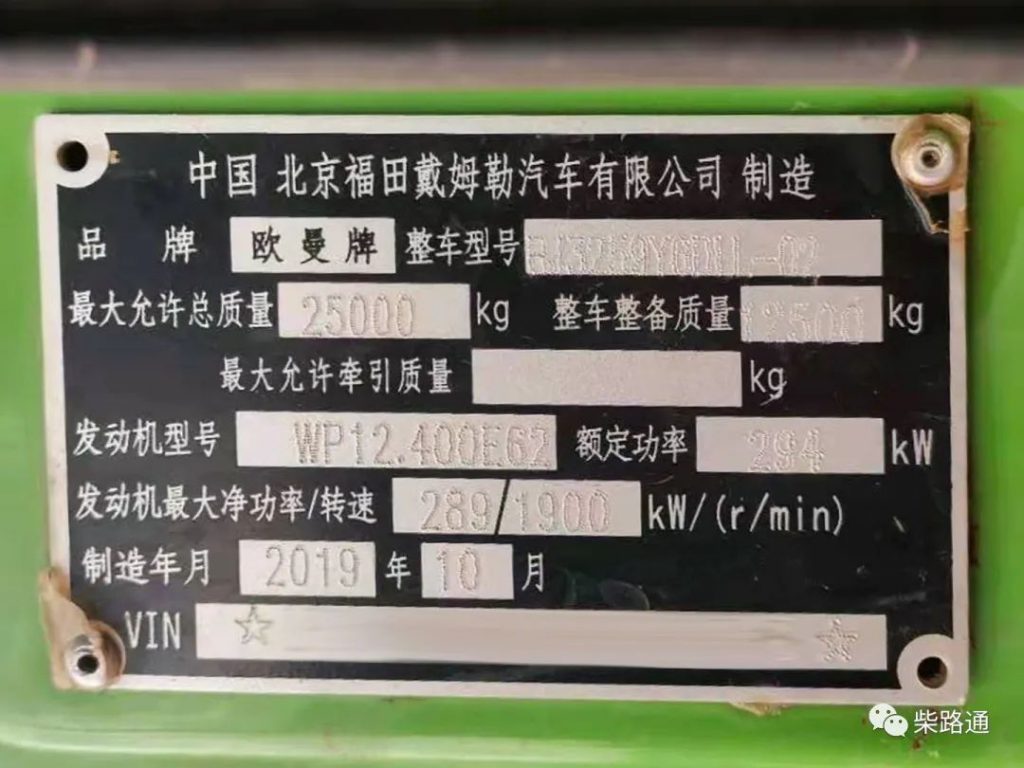 中国 北京福田戴姆勒汽车有限公司 制造
品 牌 欧曼牌 整车型号
最大允许总质量 25000 kg 整车整备质量 12500 kg
最大允许牵引质量 kg
发动机型号 WP12.400E62 额定功率 294 kW
发动机最大净功率/转速 289/1900 kW/(r/min)
制造年月 2019 年 10 月
VIN ☆ ☆
柴路通